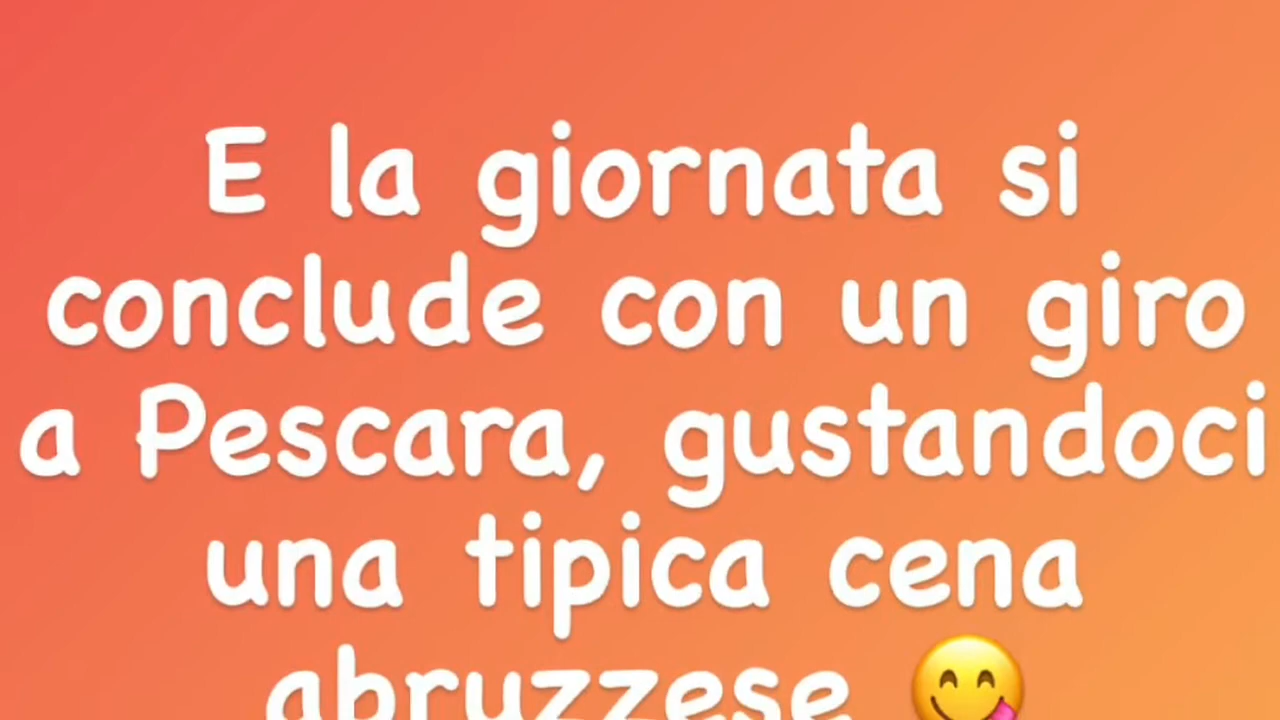 E la giornata si
conclude con un giro
a Pescara, gustandoci
una tipica cena
abruzzese 😋